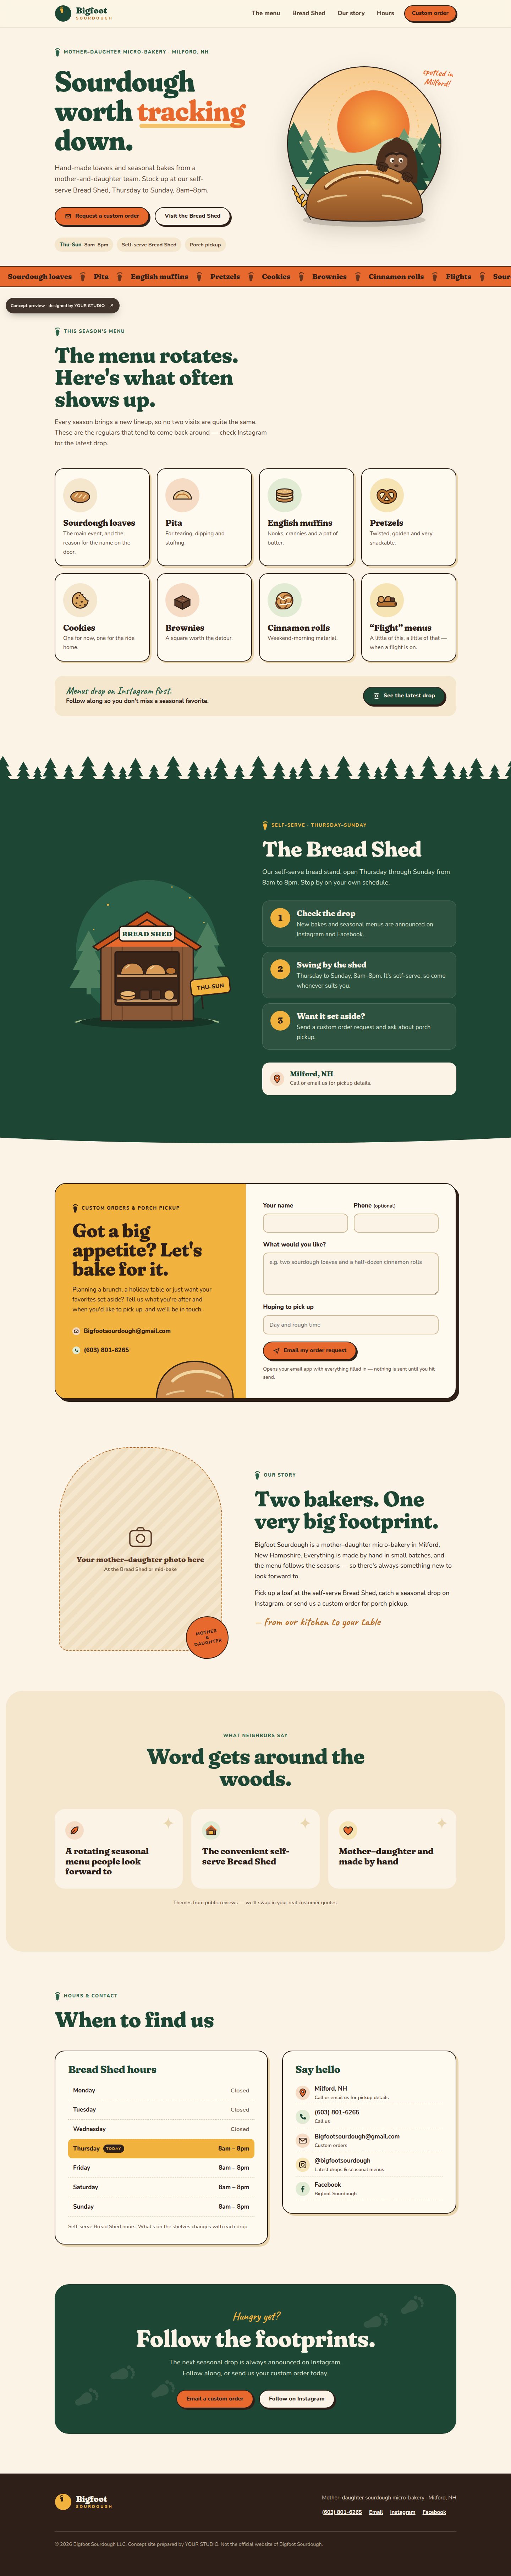 Bigfoot
SOURDOUGH
The menu
Bread Shed
Our story
Hours
Custom order
MOTHER-DAUGHTER MICRO-BAKERY · MILFORD, NH
Sourdough
worth tracking
down.
spotted in
Milford!
Hand-made loaves and seasonal bakes from a
mother-and-daughter team. Stock up at our self-
serve Bread Shed, Thursday to Sunday, 8am–8pm.
Request a custom order
Visit the Bread Shed
Thu–Sun 8am–8pm
Self-serve Bread Shed
Porch pickup
Sourdough loaves
Pita
English muffins
Pretzels
Cookies
Brownies
Cinnamon rolls
Flights
Sour
Concept preview · designed by YOUR STUDIO ×
THIS SEASON'S MENU
The menu rotates.
Here's what often
shows up.
Every season brings a new lineup, so no two visits are quite the same.
These are the regulars that tend to come back around — check Instagram
for the latest drop.
Sourdough loaves
The main event, and the
reason for the name on the
door.
Pita
For tearing, dipping and
stuffing.
English muffins
Nooks, crannies and a pat of
butter.
Pretzels
Twisted, golden and very
snackable.
Cookies
One for now, one for the ride
home.
Brownies
A square worth the detour.
Cinnamon rolls
Weekend-morning material.
“Flight” menus
A little of this, a little of that —
when a flight is on.
Menus drop on Instagram first.
Follow along so you don't miss a seasonal favorite.
See the latest drop
SELF-SERVE · THURSDAY–SUNDAY
The Bread Shed
Our self-serve bread stand, open Thursday through Sunday from
8am to 8pm. Stop by on your own schedule.
BREAD SHED
THU–SUN
1
Check the drop
New bakes and seasonal menus are announced on
Instagram and Facebook.
2
Swing by the shed
Thursday to Sunday, 8am–8pm. It's self-serve, so come
whenever suits you.
3
Want it set aside?
Send a custom order request and ask about porch
pickup.
Milford, NH
Call or email us for pickup details.
CUSTOM ORDERS & PORCH PICKUP
Got a big
appetite? Let's
bake for it.
Planning a brunch, a holiday table or just want your
favorites set aside? Tell us what you're after and
when you'd like to pick up, and we'll be in touch.
Bigfootsourdough@gmail.com
(603) 801-6265
Your name
Phone (optional)
What would you like?
e.g. two sourdough loaves and a half-dozen cinnamon rolls
Hoping to pick up
Day and rough time
Email my order request
Opens your email app with everything filled in — nothing is sent until you hit
send.
Your mother–daughter photo here
At the Bread Shed or mid-bake
MOTHER
&
DAUGHTER
OUR STORY
Two bakers. One
very big footprint.
Bigfoot Sourdough is a mother-daughter micro-bakery in Milford,
New Hampshire. Everything is made by hand in small batches, and
the menu follows the seasons — so there's always something new to
look forward to.
Pick up a loaf at the self-serve Bread Shed, catch a seasonal drop on
Instagram, or send us a custom order for porch pickup.
— from our kitchen to your table
WHAT NEIGHBORS SAY
Word gets around the
woods.
A rotating seasonal
menu people look
forward to
The convenient self-
serve Bread Shed
Mother–daughter and
made by hand
Themes from public reviews — we'll swap in your real customer quotes.
HOURS & CONTACT
When to find us
Bread Shed hours
Monday Closed
Tuesday Closed
Wednesday Closed
Thursday TODAY 8am – 8pm
Friday 8am – 8pm
Saturday 8am – 8pm
Sunday 8am – 8pm
Self-serve Bread Shed hours. What's on the shelves changes with each drop.
Say hello
Milford, NH
Call or email us for pickup details
(603) 801-6265
Call us
Bigfootsourdough@gmail.com
Custom orders
@bigfootsourdough
Latest drops & seasonal menus
Facebook
Bigfoot Sourdough
Hungry yet?
Follow the footprints.
The next seasonal drop is always announced on Instagram.
Follow along, or send us your custom order today.
Email a custom order
Follow on Instagram
Bigfoot
SOURDOUGH
Mother-daughter sourdough micro-bakery · Milford, NH
(603) 801-6265 Email Instagram Facebook
© 2026 Bigfoot Sourdough LLC. Concept site prepared by YOUR STUDIO. Not the official website of Bigfoot Sourdough.